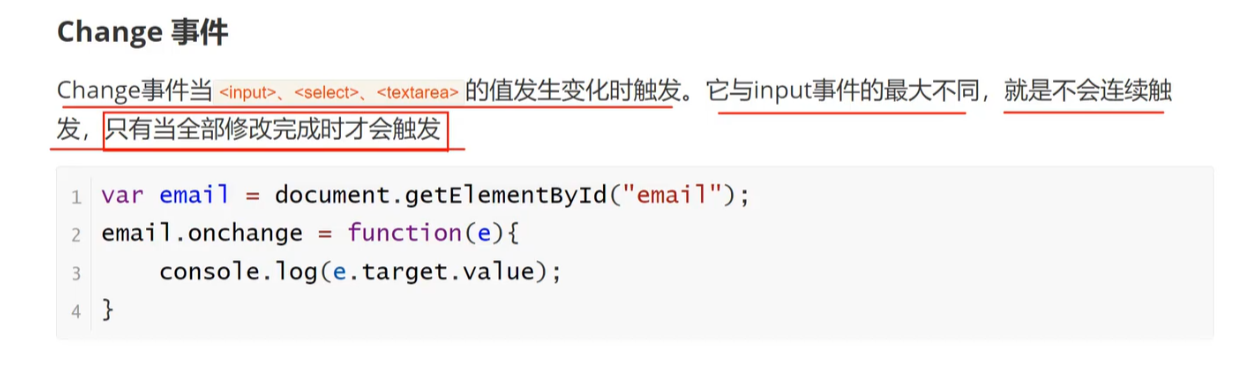 Change 事件
Change事件当 <input>、<select>、<textarea> 的值发生变化时触发。它与input事件的最大不同，就是不会连续触
发，只有当全部修改完成时才会触发
1 var email = document.getElementById("email");
2 email.onchange = function(e){
3     console.log(e.target.value);
4 }